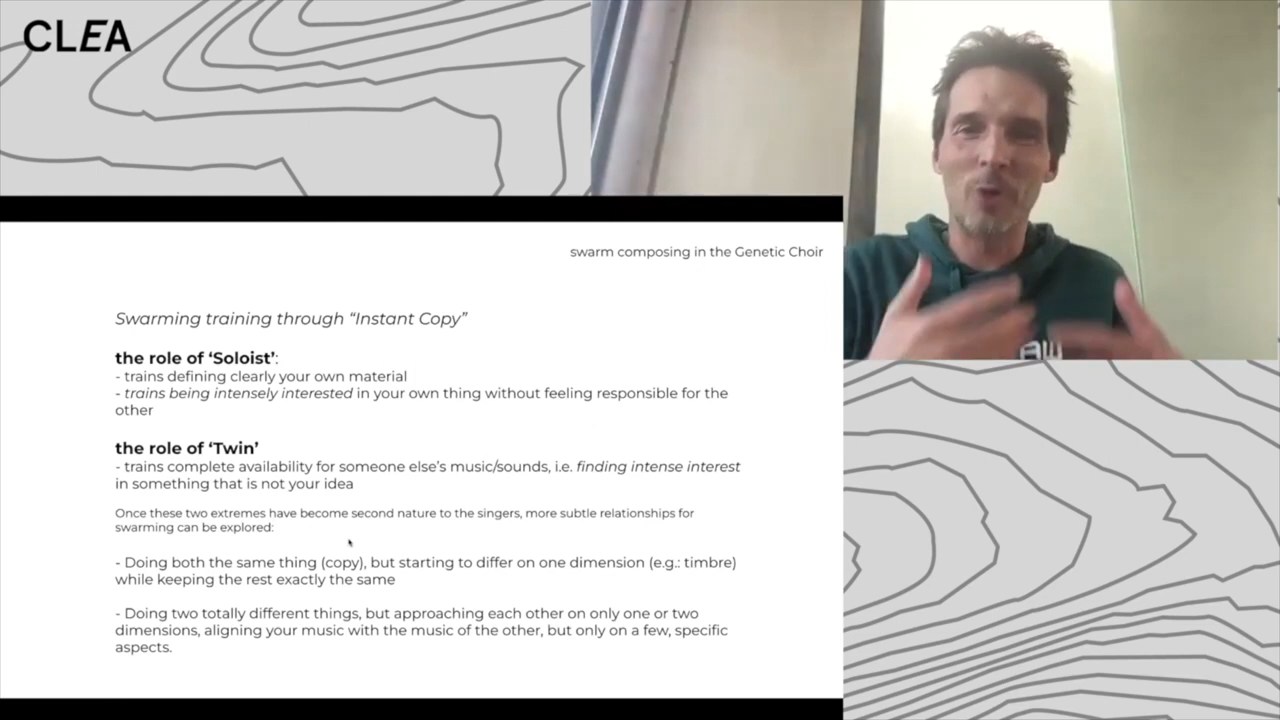 CLEA
swarm composing in the Genetic Choir
Swarming training through “Instant Copy”
the role of ‘Soloist’:
- trains defining clearly your own material
- trains being intensely interested in your own thing without feeling responsible for the
other
the role of ‘Twin’
- trains complete availability for someone else’s music/sounds, i.e. finding intense interest
in something that is not your idea
Once these two extremes have become second nature to the singers, more subtle relationships for
swarming can be explored:
- Doing both the same thing (copy), but starting to differ on one dimension (e.g.: timbre)
while keeping the rest exactly the same
- Doing two totally different things, but approaching each other on only one or two
dimensions, aligning your music with the music of the other, but only on a few, specific
aspects.